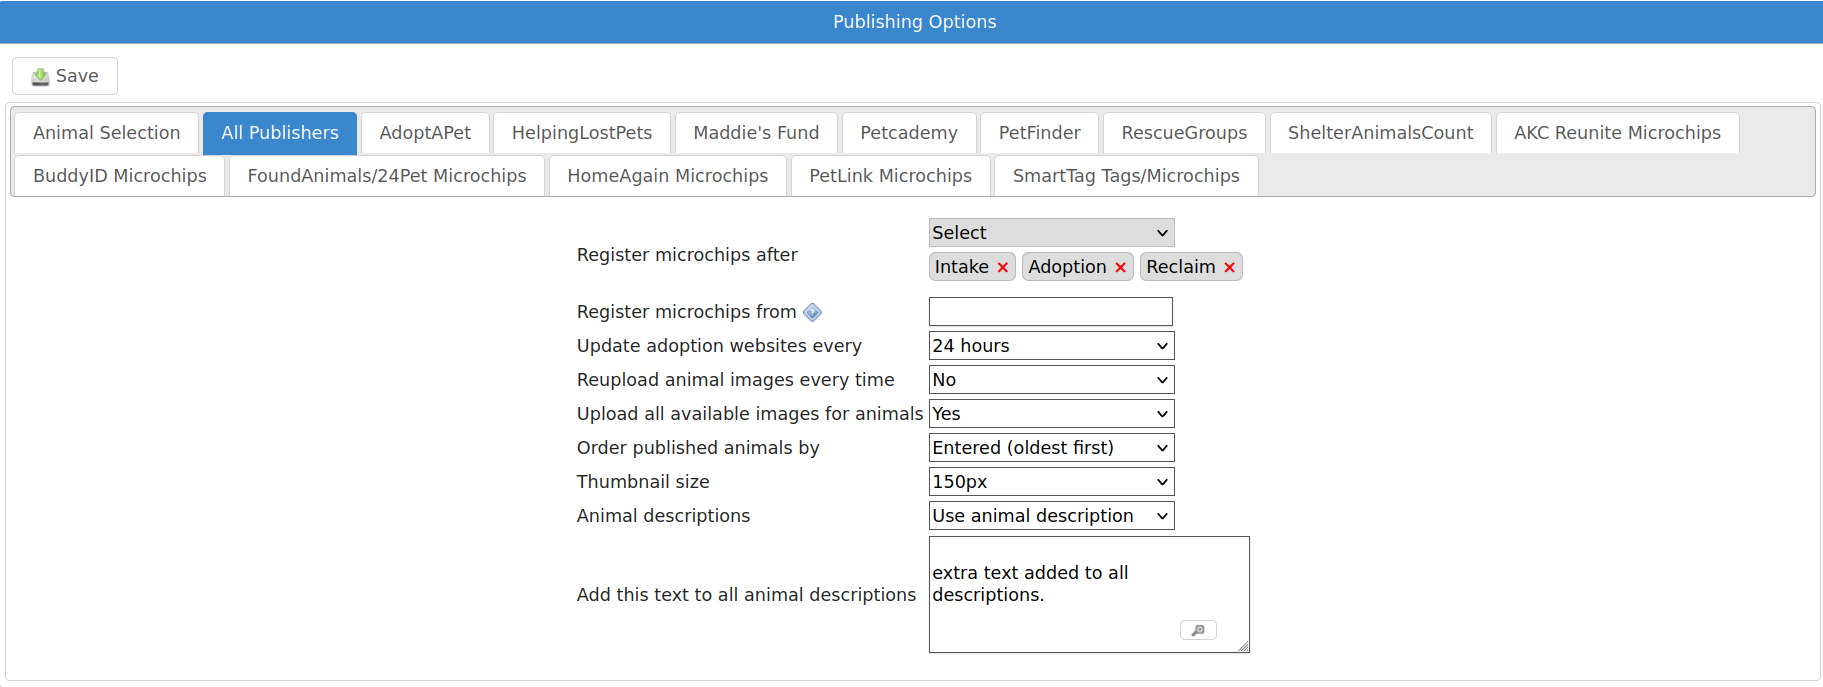 Publishing Options
Save
Animal Selection All Publishers AdoptAPet HelpingLostPets Maddie's Fund Petcademy PetFinder RescueGroups ShelterAnimalsCount AKC Reunite Microchips
BuddyID Microchips FoundAnimals/24Pet Microchips HomeAgain Microchips PetLink Microchips SmartTag Tags/Microchips
Select
Register microchips after
Intake × Adoption × Reclaim ×
Register microchips from
Update adoption websites every 24 hours
Reupload animal images every time No
Upload all available images for animals Yes
Order published animals by Entered (oldest first)
Thumbnail size 150px
Animal descriptions Use animal description
Add this text to all animal descriptions
extra text added to all
descriptions.